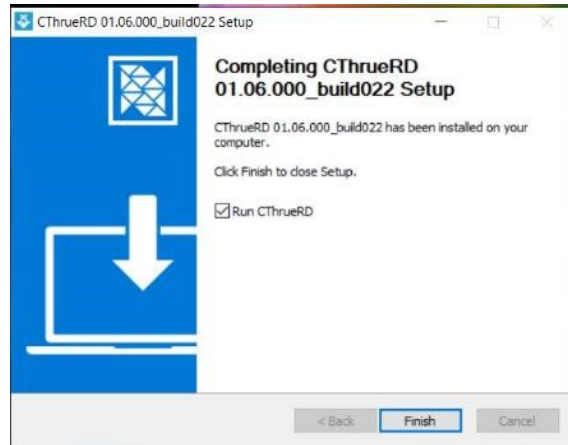 CThrueRD 01.06.000_build022 Setup
Completing CThrueRD
01.06.000_build022 Setup
CThrueRD 01.06.000_build022 has been installed on your
computer.
Click Finish to close Setup.
Run CThrueRD
< Back
Finish
Cancel